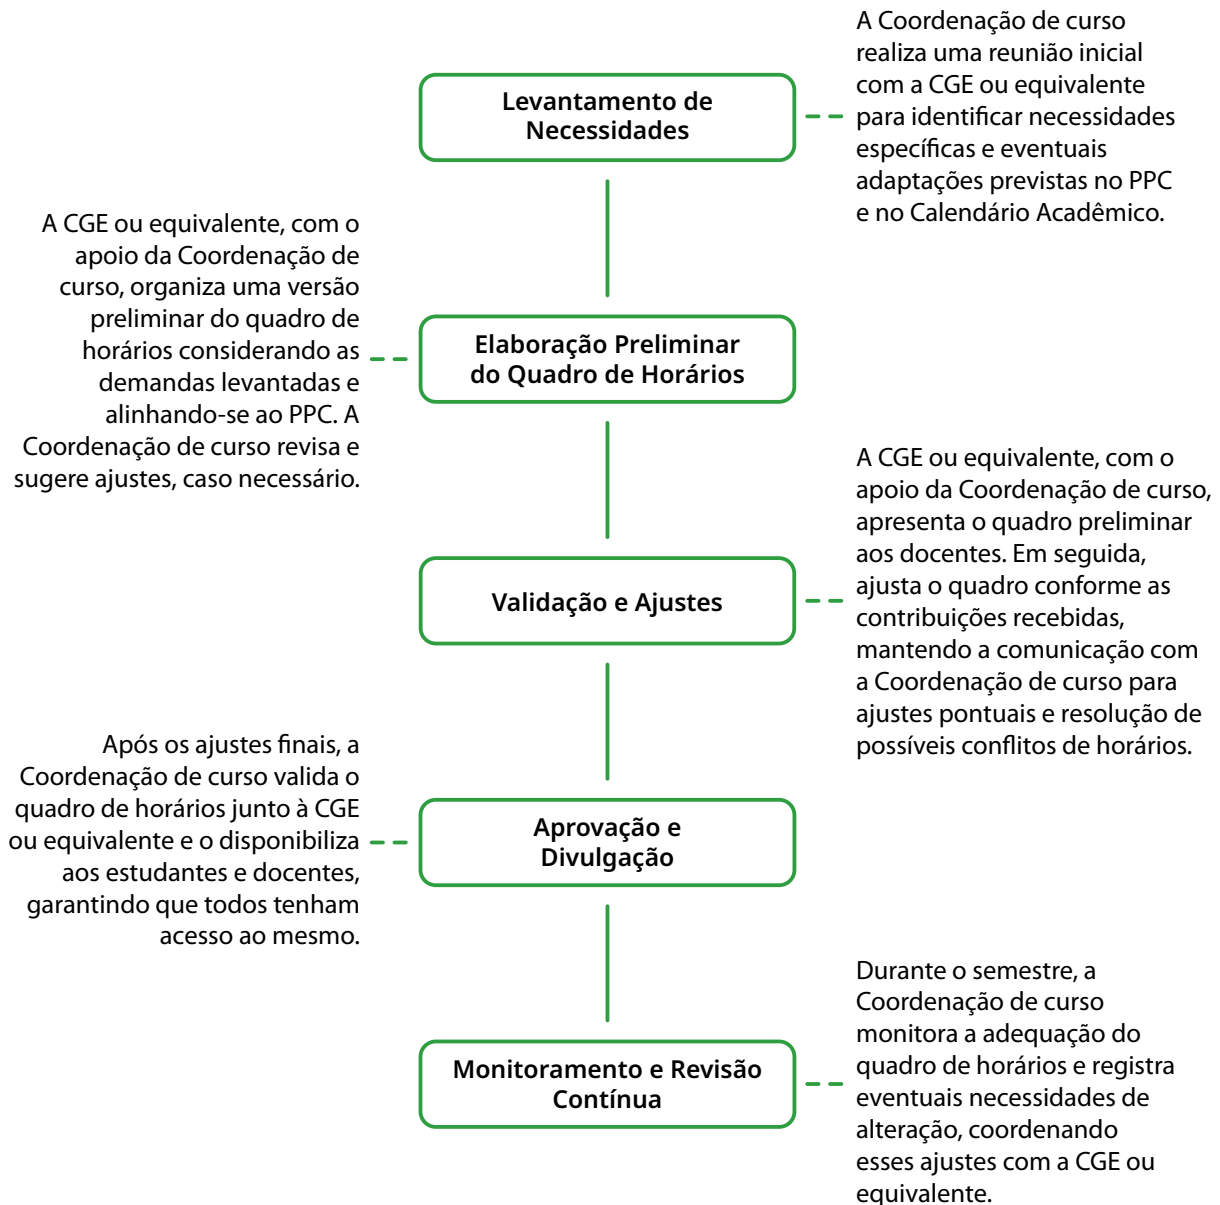 Levantamento de
Necessidades
A Coordenação de curso
realiza uma reunião inicial
com a CGE ou equivalente
para identificar necessidades
específicas e eventuais
adaptações previstas no PPC
e no Calendário Acadêmico.
Elaboração Preliminar
do Quadro de Horários
A CGE ou equivalente, com o
apoio da Coordenação de
curso, organiza uma versão
preliminar do quadro de
horários considerando as
demandas levantadas e
alinhando-se ao PPC. A
Coordenação de curso revisa e
sugere ajustes, caso necessário.
Validação e Ajustes
A CGE ou equivalente, com o
apoio da Coordenação de curso,
apresenta o quadro preliminar
aos docentes. Em seguida,
ajusta o quadro conforme as
contribuições recebidas,
mantendo a comunicação com
a Coordenação de curso para
ajustes pontuais e resolução de
possíveis conflitos de horários.
Aprovação e
Divulgação
Após os ajustes finais, a
Coordenação de curso valida o
quadro de horários junto à CGE
ou equivalente e o disponibiliza
aos estudantes e docentes,
garantindo que todos tenham
acesso ao mesmo.
Monitoramento e Revisão
Contínua
Durante o semestre, a
Coordenação de curso
monitora a adequação do
quadro de horários e registra
eventuais necessidades de
alteração, coordenando
esses ajustes com a CGE ou
equivalente.